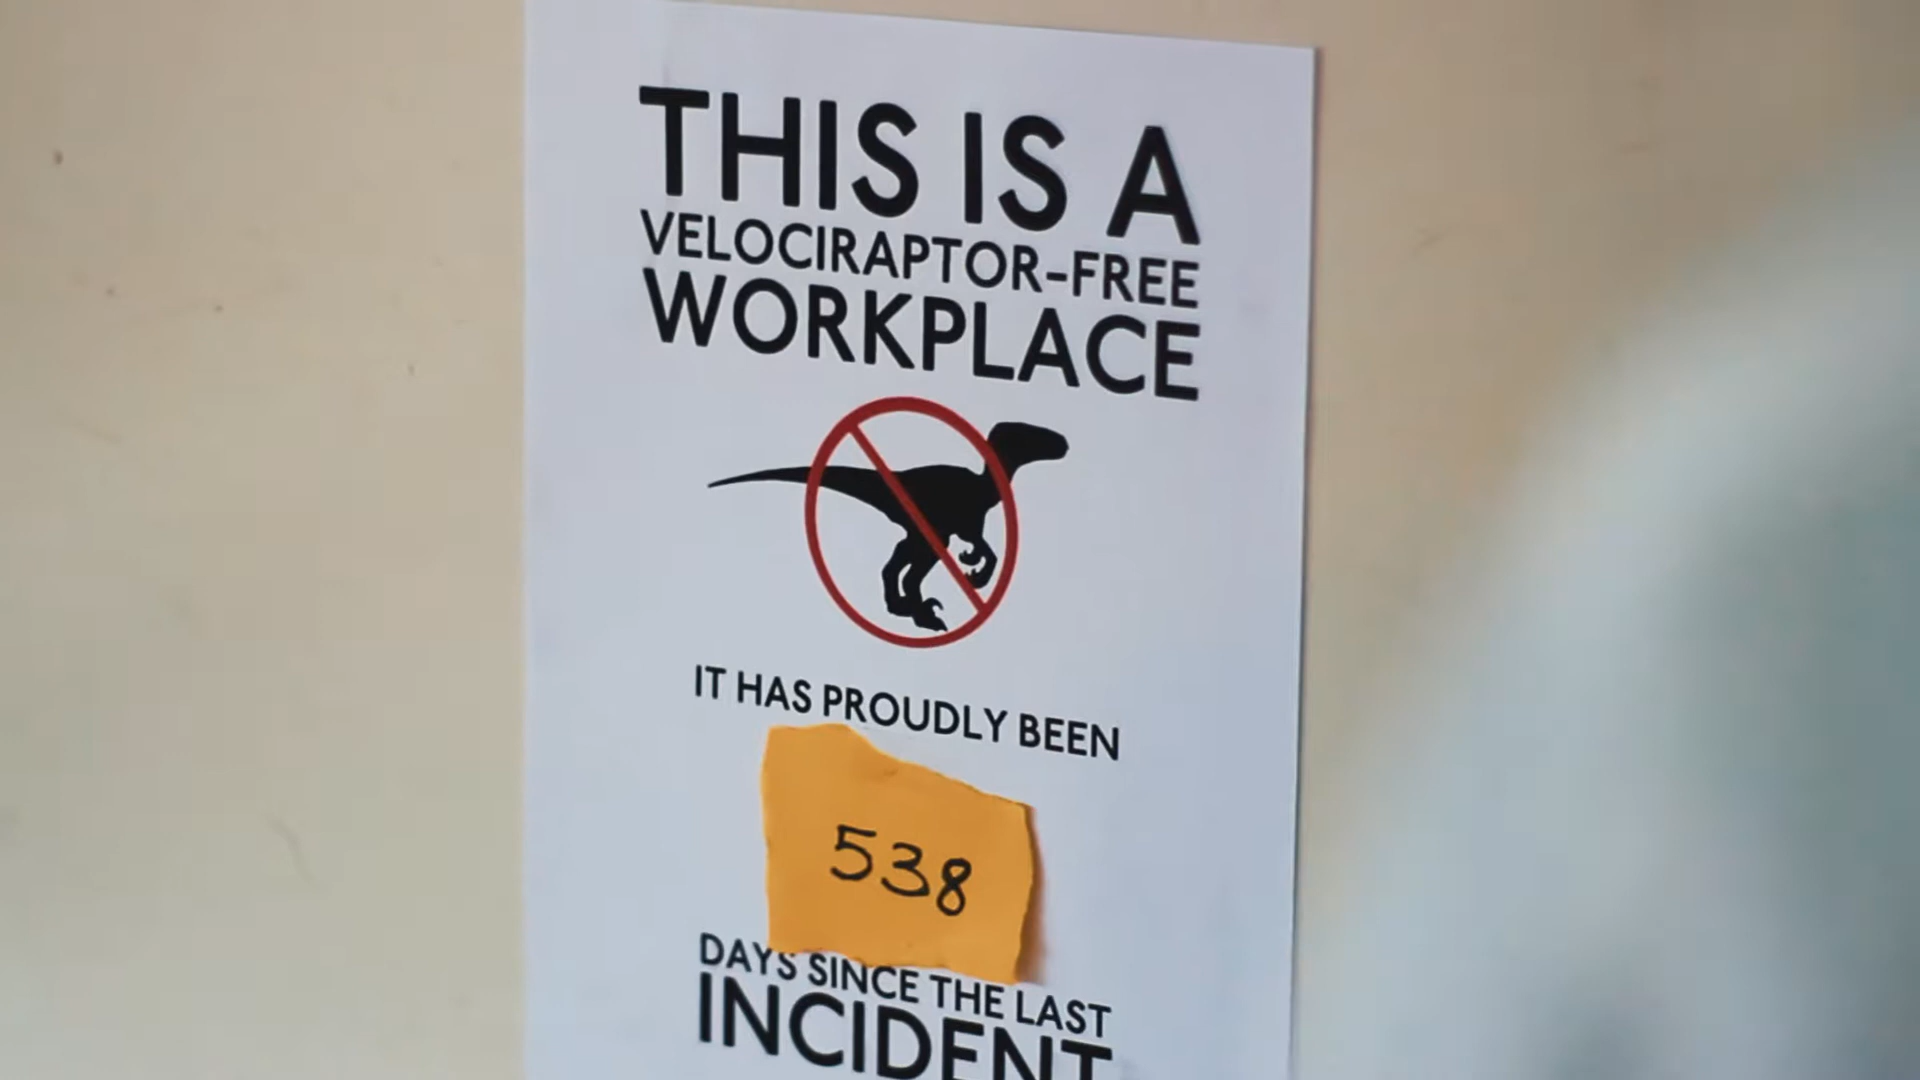 THIS IS A
VELOCIRAPTOR-FREE
WORKPLACE
IT HAS PROUDLY BEEN
538
DAYS SINCE THE LAST
INCIDENT